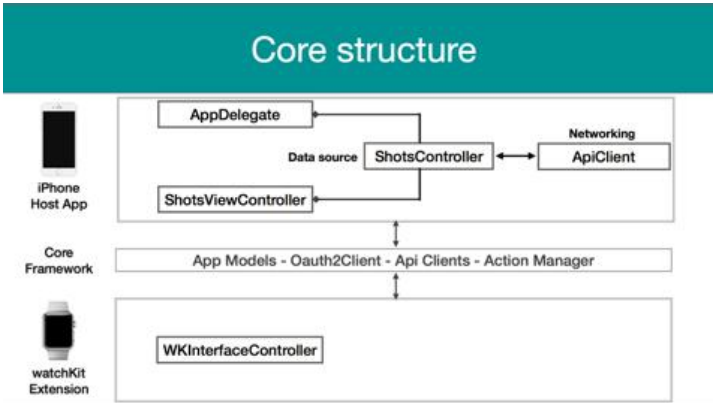 Core structure
AppDelegate
Networking
Data source
ShotsController
ApiClient
iPhone
Host App
ShotsViewController
Core
Framework
App Models - Oauth2Client - Api Clients - Action Manager
WKInterfaceController
watchKit
Extension